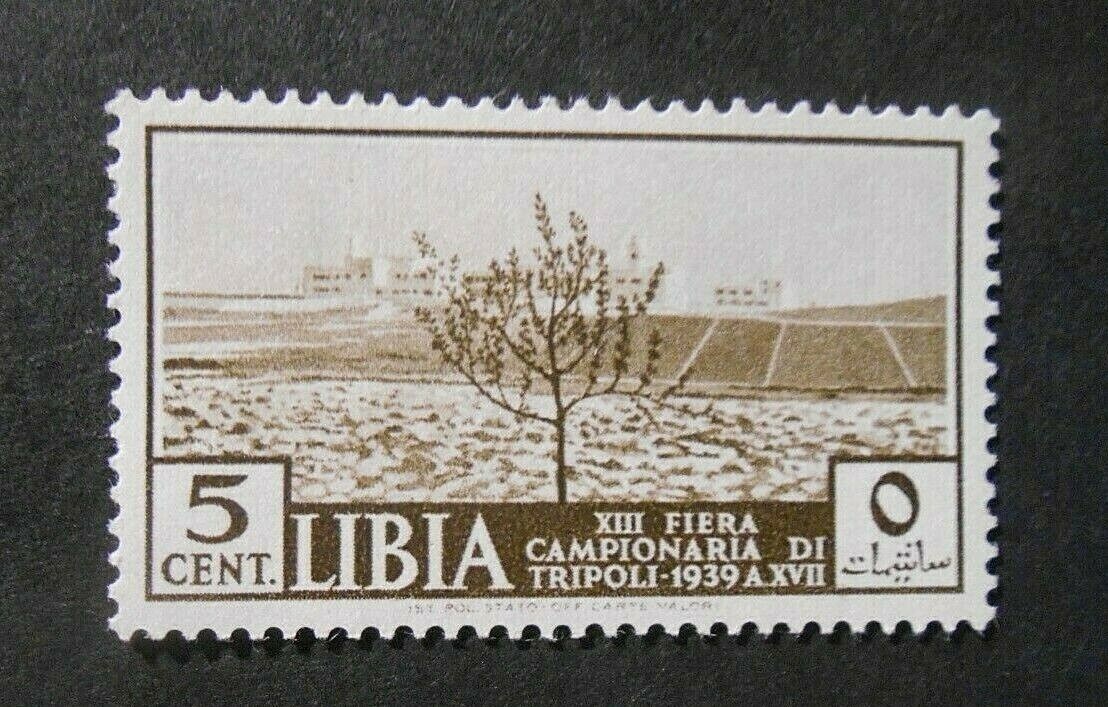 5
CENT.
LIBIA
XIII FIERA
CAMPIONARIA DI
TRIPOLI-1939 A.XVII
٥
سانتيمات
IST. POL. STATO-OFF. CARTE VALORI